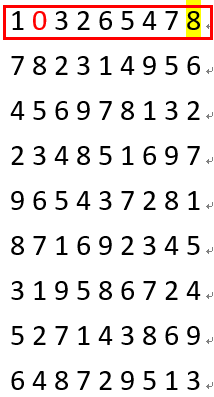 1 0 3 2 6 5 4 7 8
7 8 2 3 1 4 9 5 6
4 5 6 9 7 8 1 3 2
2 3 4 8 5 1 6 9 7
9 6 5 4 3 7 2 8 1
8 7 1 6 9 2 3 4 5
3 1 9 5 8 6 7 2 4
5 2 7 1 4 3 8 6 9
6 4 8 7 2 9 5 1 3